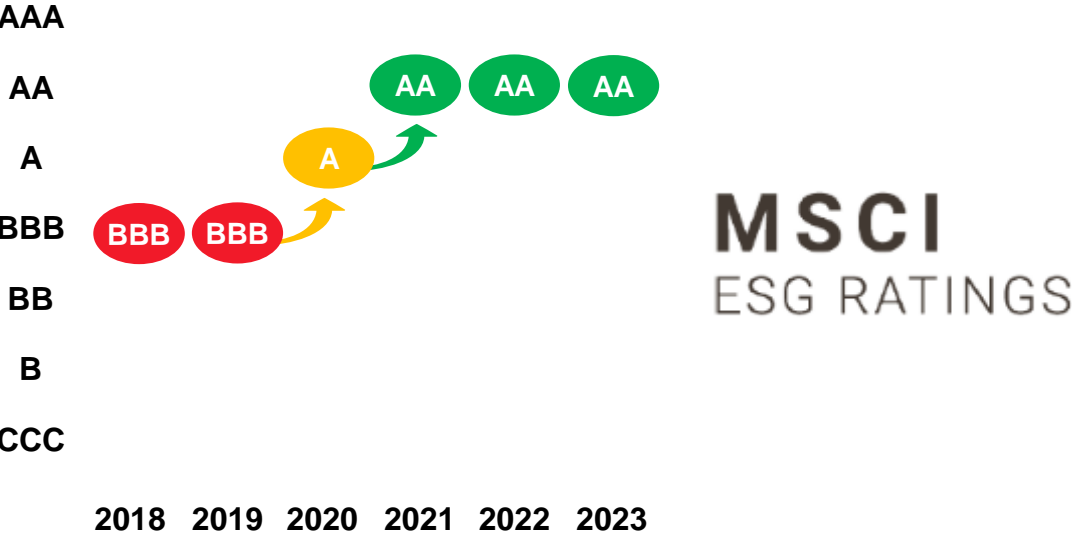 AAA
AA AA AA AA
A A
BBB BBB BBB
BB
B
CCC
2018 2019 2020 2021 2022 2023
MSCI
ESG RATINGS